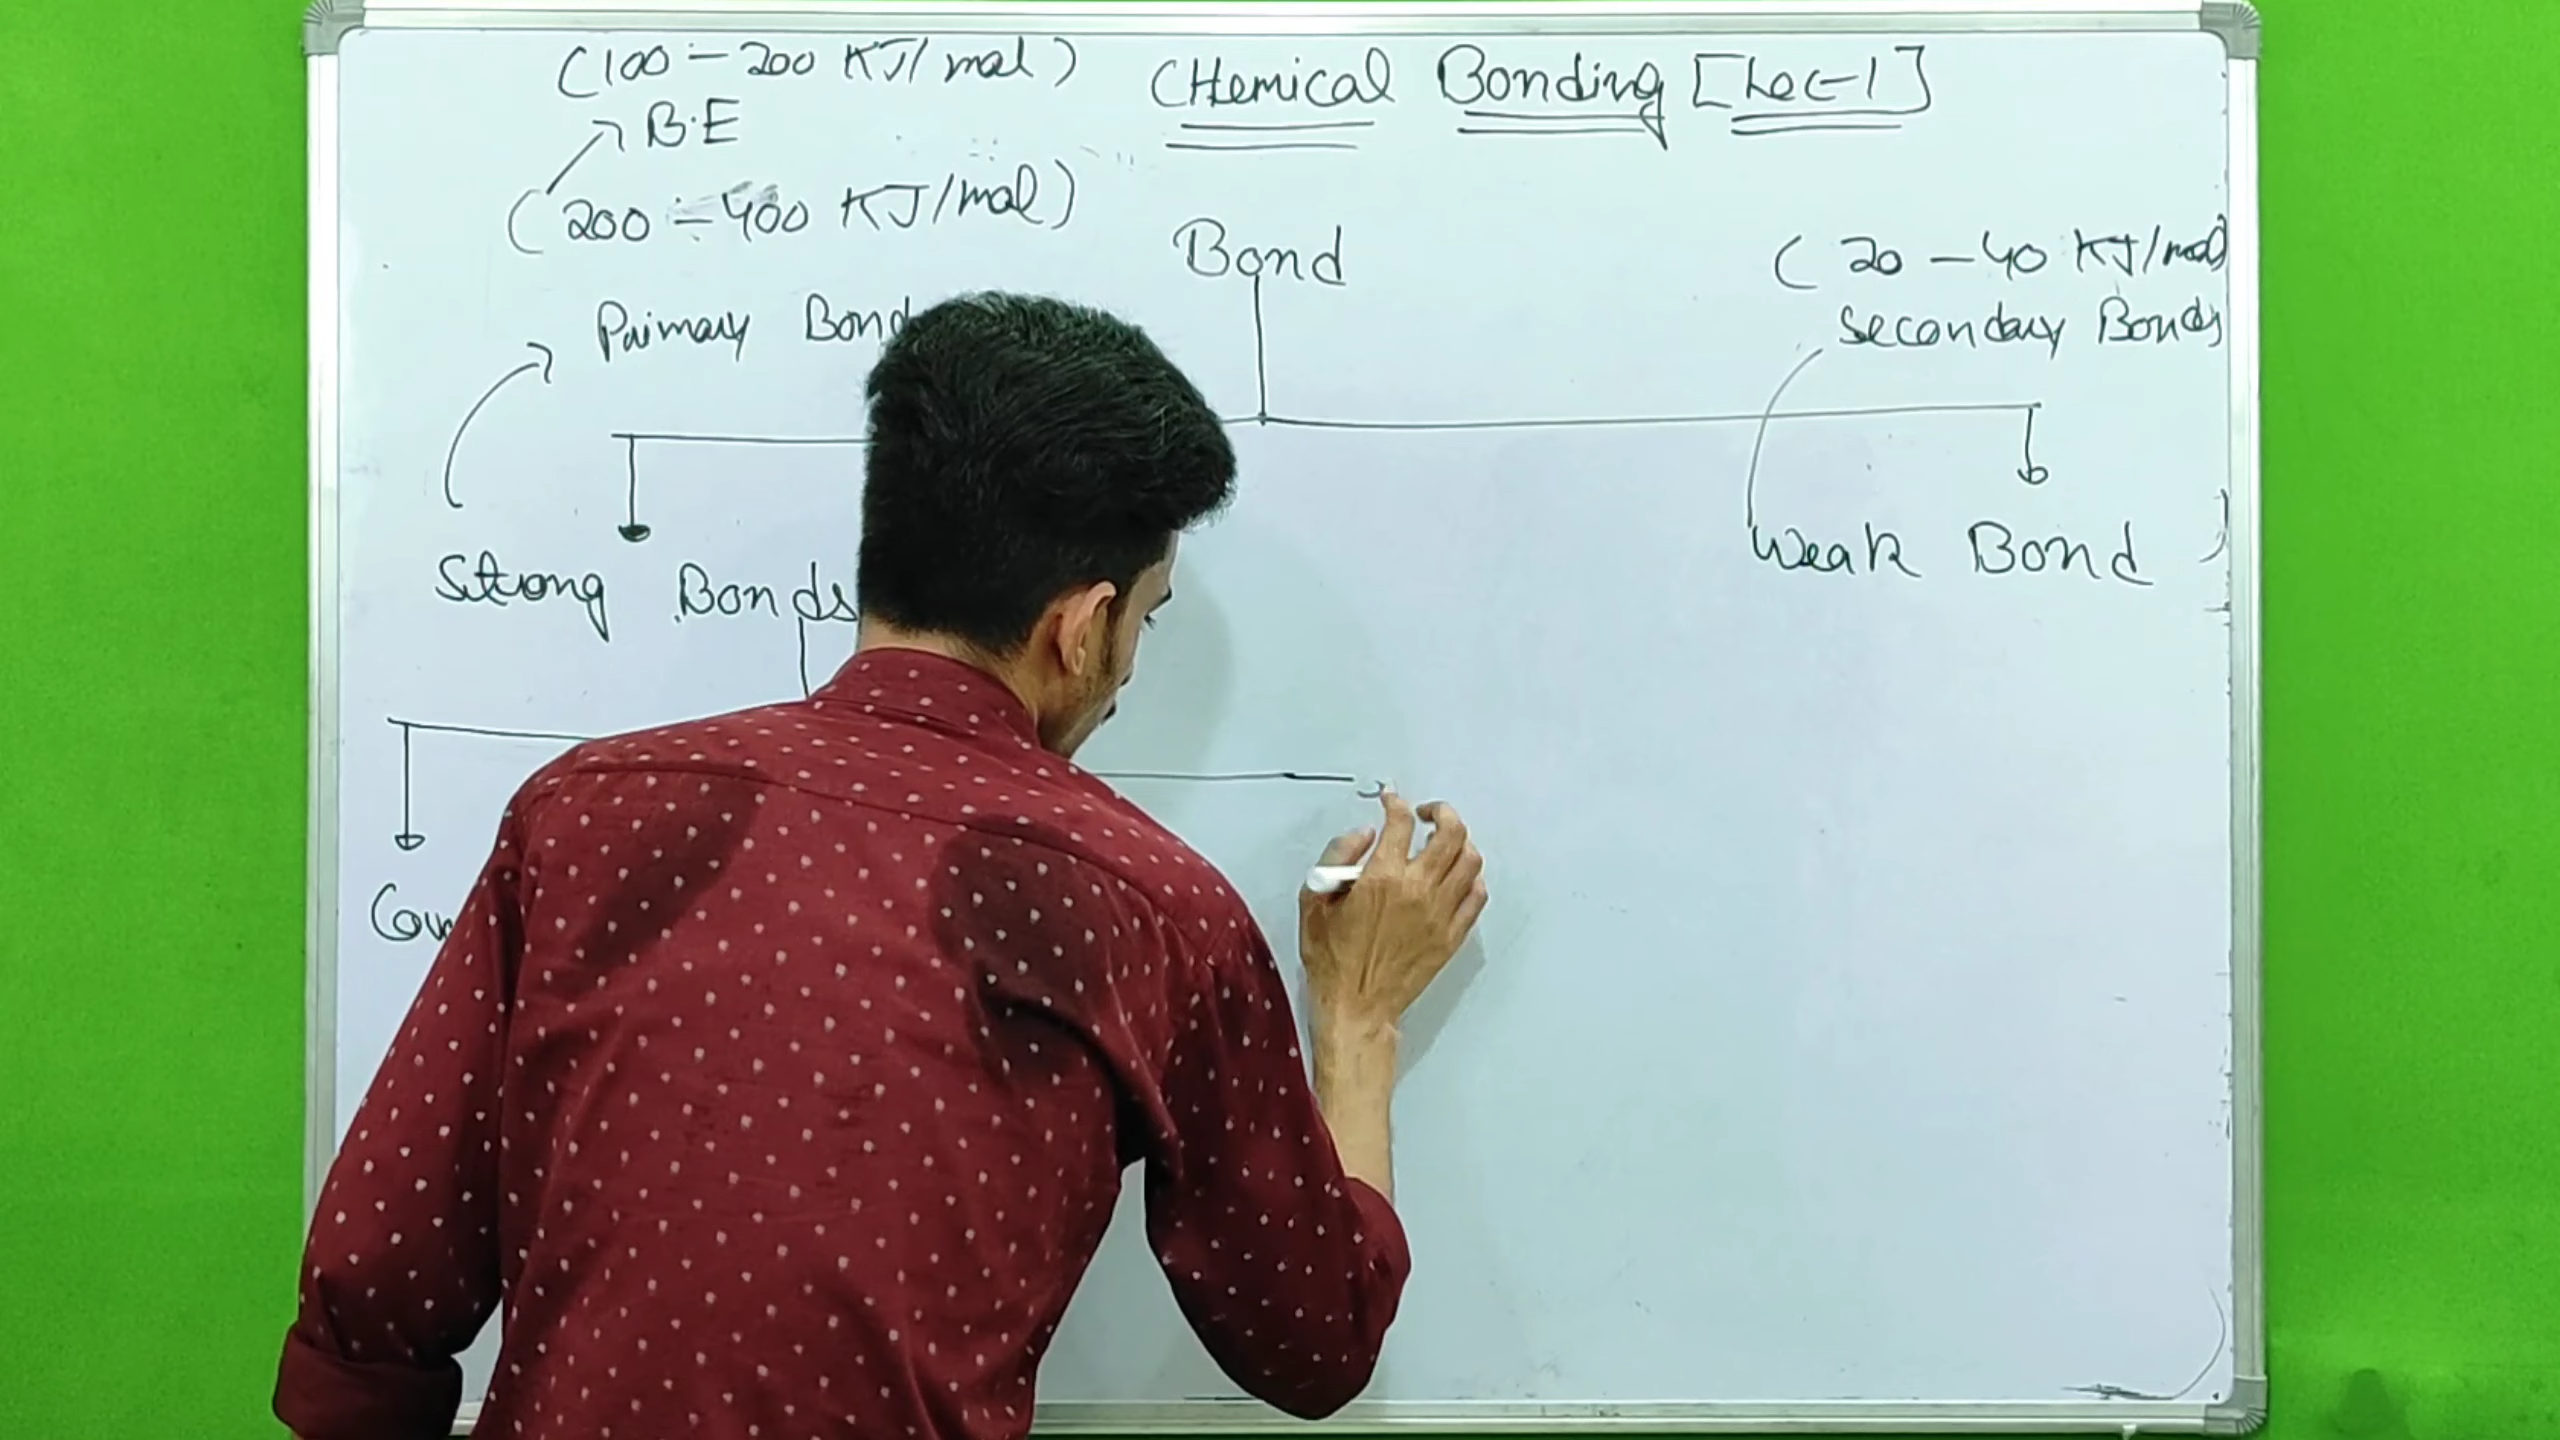 (100 - 200 KJ/mol)
CHemical Bonding [Lec-1]
B.E
(200 - 400 KJ/mol)
Bond
(20 - 40 KJ/mol)
Primary Bond
Secondary Bonds
Strong Bonds
Weak Bond